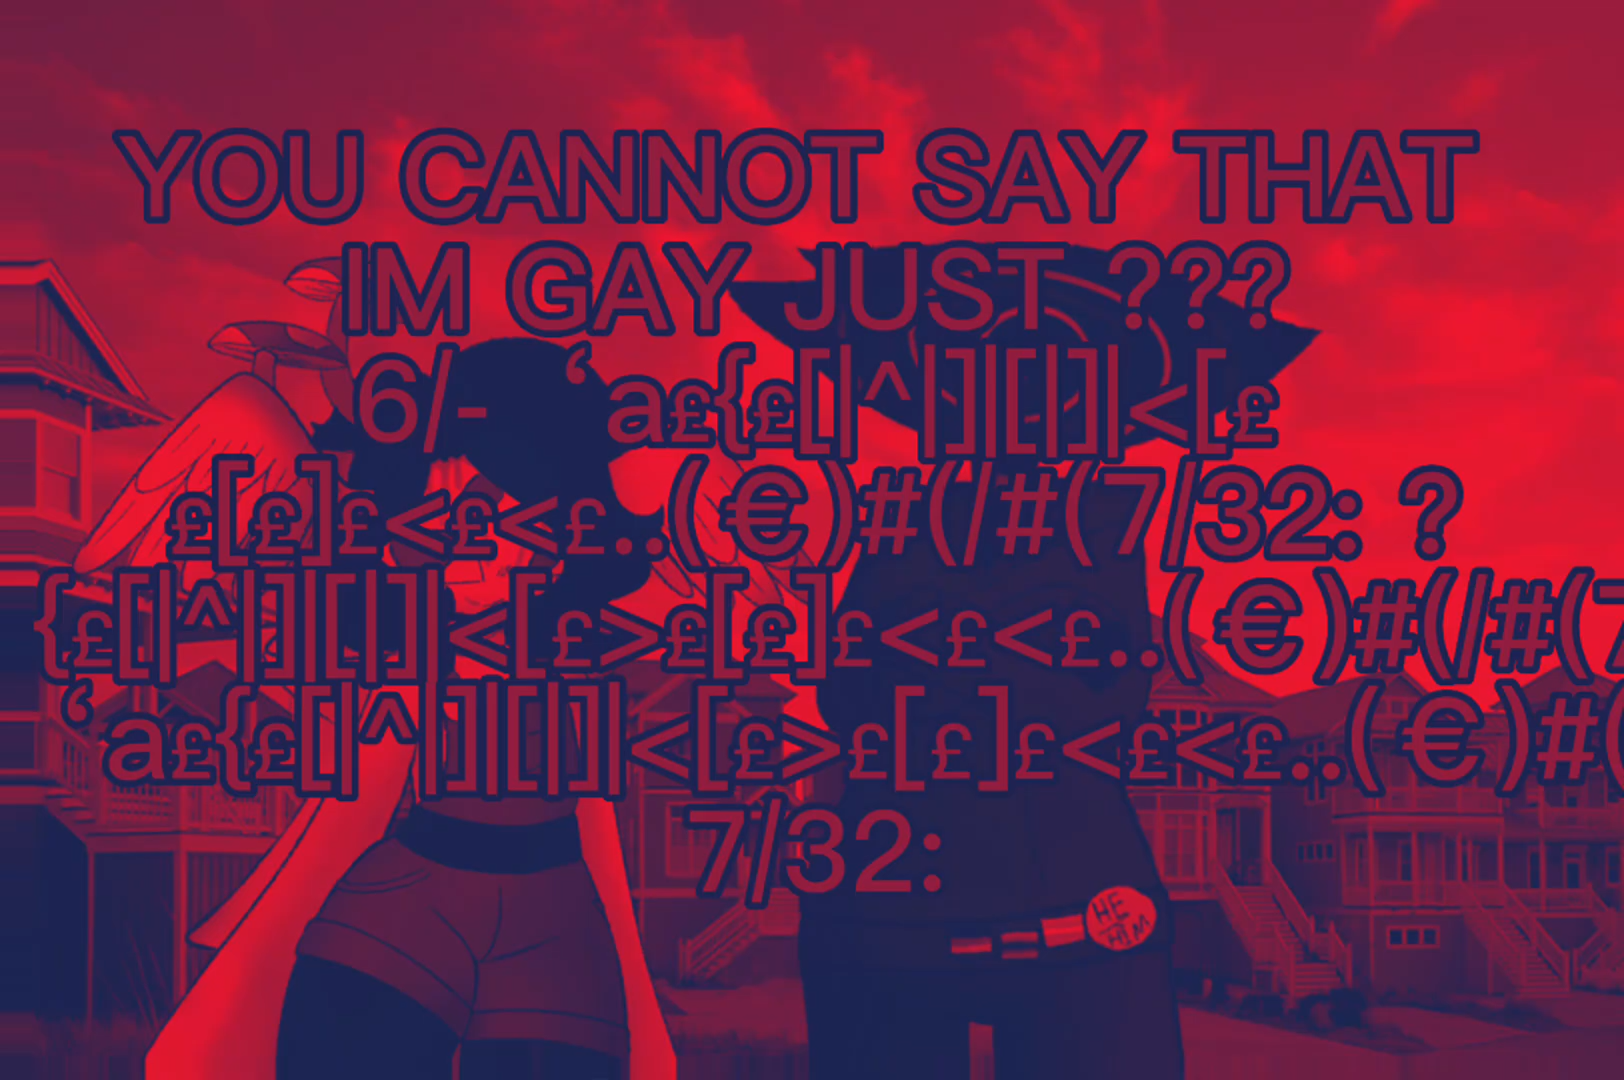 YOU CANNOT SAY THAT
IM GAY JUST ???
6/- ‘a£{£[|^|]|[|]|<[£
£[£]£<£<£..(€)#(/#(7/32: ?
{£[|^|]|[|]|<[£>£[£]£<£<£..(€)#(/#(7
‘a£{£[|^|]|[|]|<[£>£[£]£<£<£..(€)#(
7/32:
HE
HIM